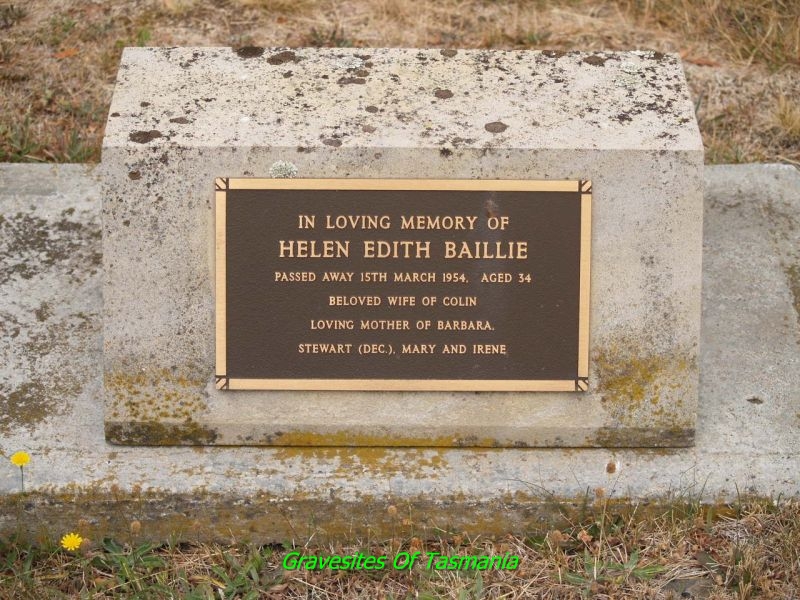 IN LOVING MEMORY OF
HELEN EDITH BAILLIE
PASSED AWAY 15TH MARCH 1954, AGED 34
BELOVED WIFE OF COLIN
LOVING MOTHER OF BARBARA,
STEWART (DEC.), MARY AND IRENE
Gravesites Of Tasmania